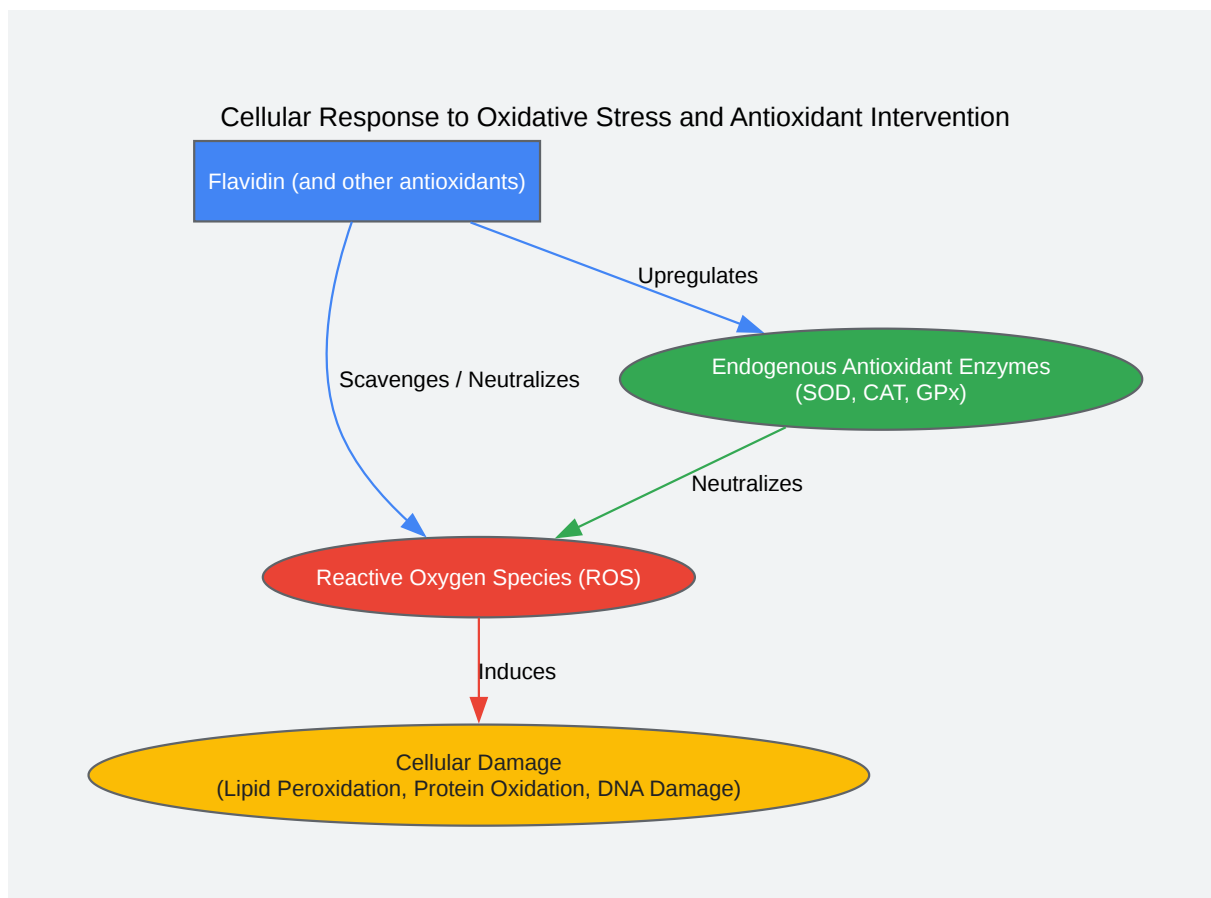 Cellular Response to Oxidative Stress and Antioxidant Intervention
Flavidin (and other antioxidants)
Upregulates
Endogenous Antioxidant Enzymes
(SOD, CAT, GPx)
Scavenges / Neutralizes
Neutralizes
Reactive Oxygen Species (ROS)
Induces
Cellular Damage
(Lipid Peroxidation, Protein Oxidation, DNA Damage)